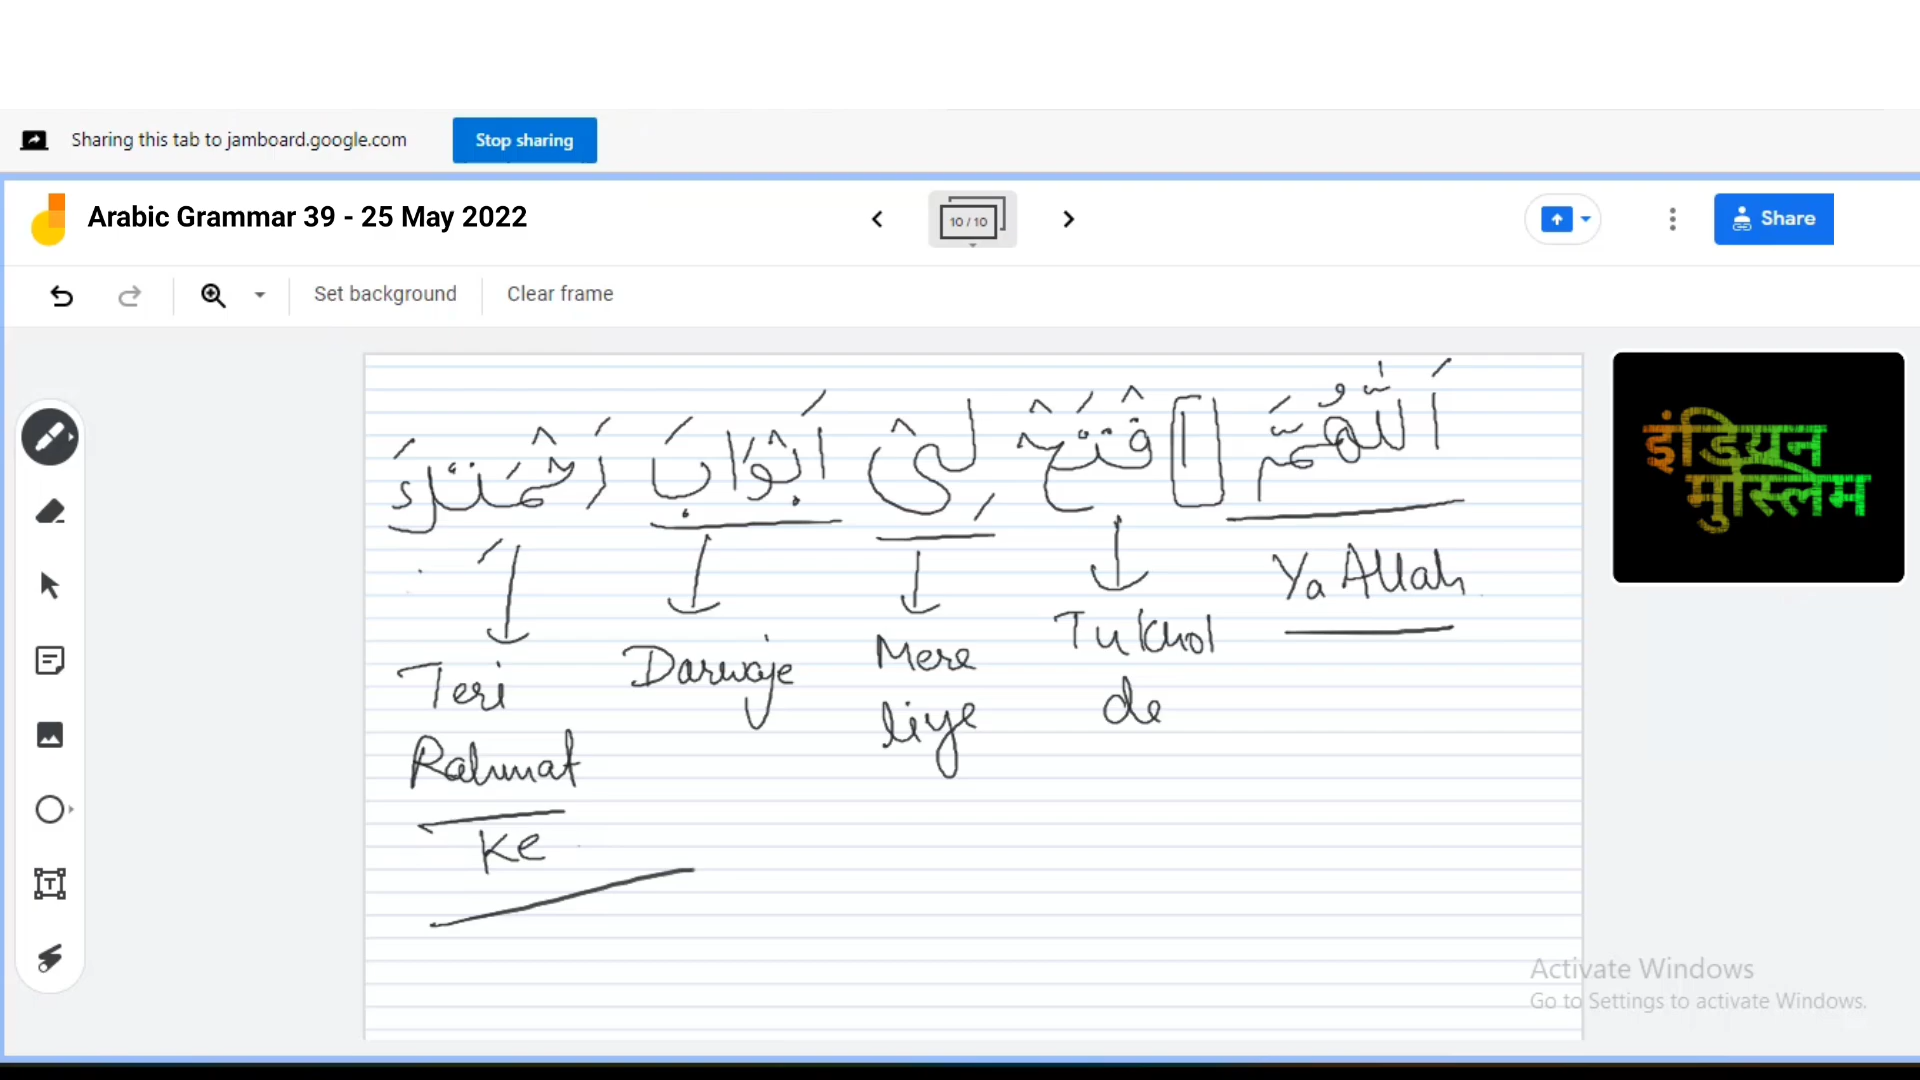 Sharing this tab to jamboard.google.com Stop sharing
Arabic Grammar 39 - 25 May 2022
10 / 10
Share
Set background Clear frame
اَللّٰهُمَّ افْتَحْ لِیْ اَبْوَابَ رَحْمَتِكَ
इंडियन
मुस्लिम
Ya Allah
Tu Khol
de
Mere
liye
Darwaje
Teri
Rahmat
Ke
Activate Windows
Go to Settings to activate Windows.